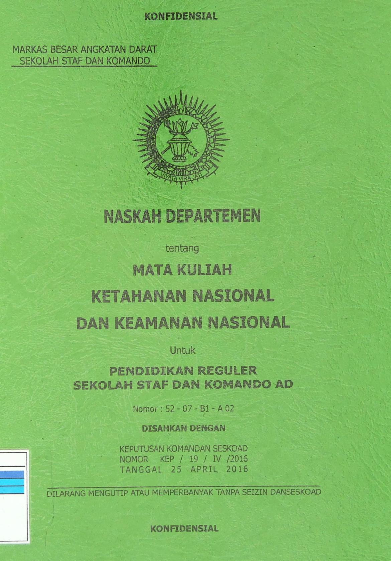 KONFIDENSIAL
MARKAS BESAR ANGKATAN DARAT
SEKOLAH STAF DAN KOMANDO
NASKAH DEPARTEMEN
tentang
MATA KULIAH
KETAHANAN NASIONAL
DAN KEAMANAN NASIONAL
Untuk
PENDIDIKAN REGULER
SEKOLAH STAF DAN KOMANDO AD
Nomor : 52 - 07 - B1 - A 02
DISAHKAN DENGAN
KEPUTUSAN KOMANDAN SESKOAD
NOMOR KEP / 19 / IV /2016
TANGGAL 25 APRIL 2016
DILARANG MENGUTIP ATAU MEMPERBANYAK TANPA SEIZIN DANSESKOAD
KONFIDENSIAL